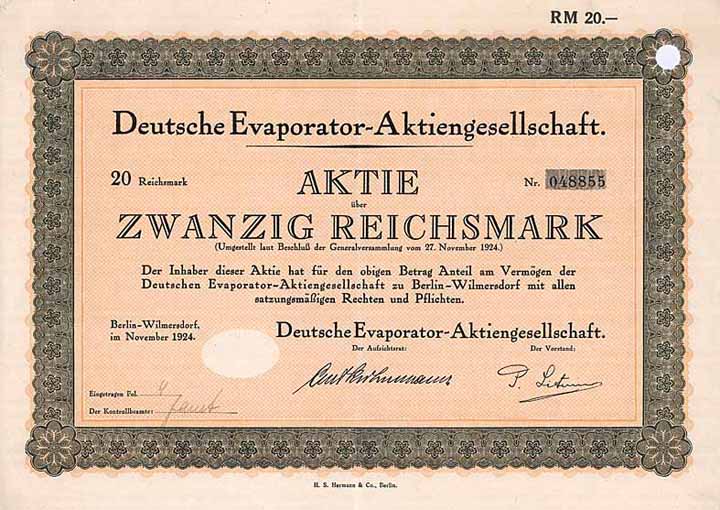 RM 20.—
Deutsche Evaporator-Aktiengesellschaft.
20 Reichsmark
AKTIE
Nr. 048855
über
ZWANZIG REICHSMARK
(Umgestellt laut Beschluß der Generalversammlung vom 27. November 1924.)
Der Inhaber dieser Aktie hat für den obigen Betrag Anteil am Vermögen der
Deutschen Evaporator-Aktiengesellschaft zu Berlin-Wilmersdorf mit allen
satzungsmäßigen Rechten und Pflichten.
Berlin-Wilmersdorf,
im November 1924.
Deutsche Evaporator-Aktiengesellschaft.
Der Aufsichtsrat:
Der Vorstand:
Eingetragen Fol. 4
Der Kontrollbeamte:
H. S. Hermann & Co., Berlin.